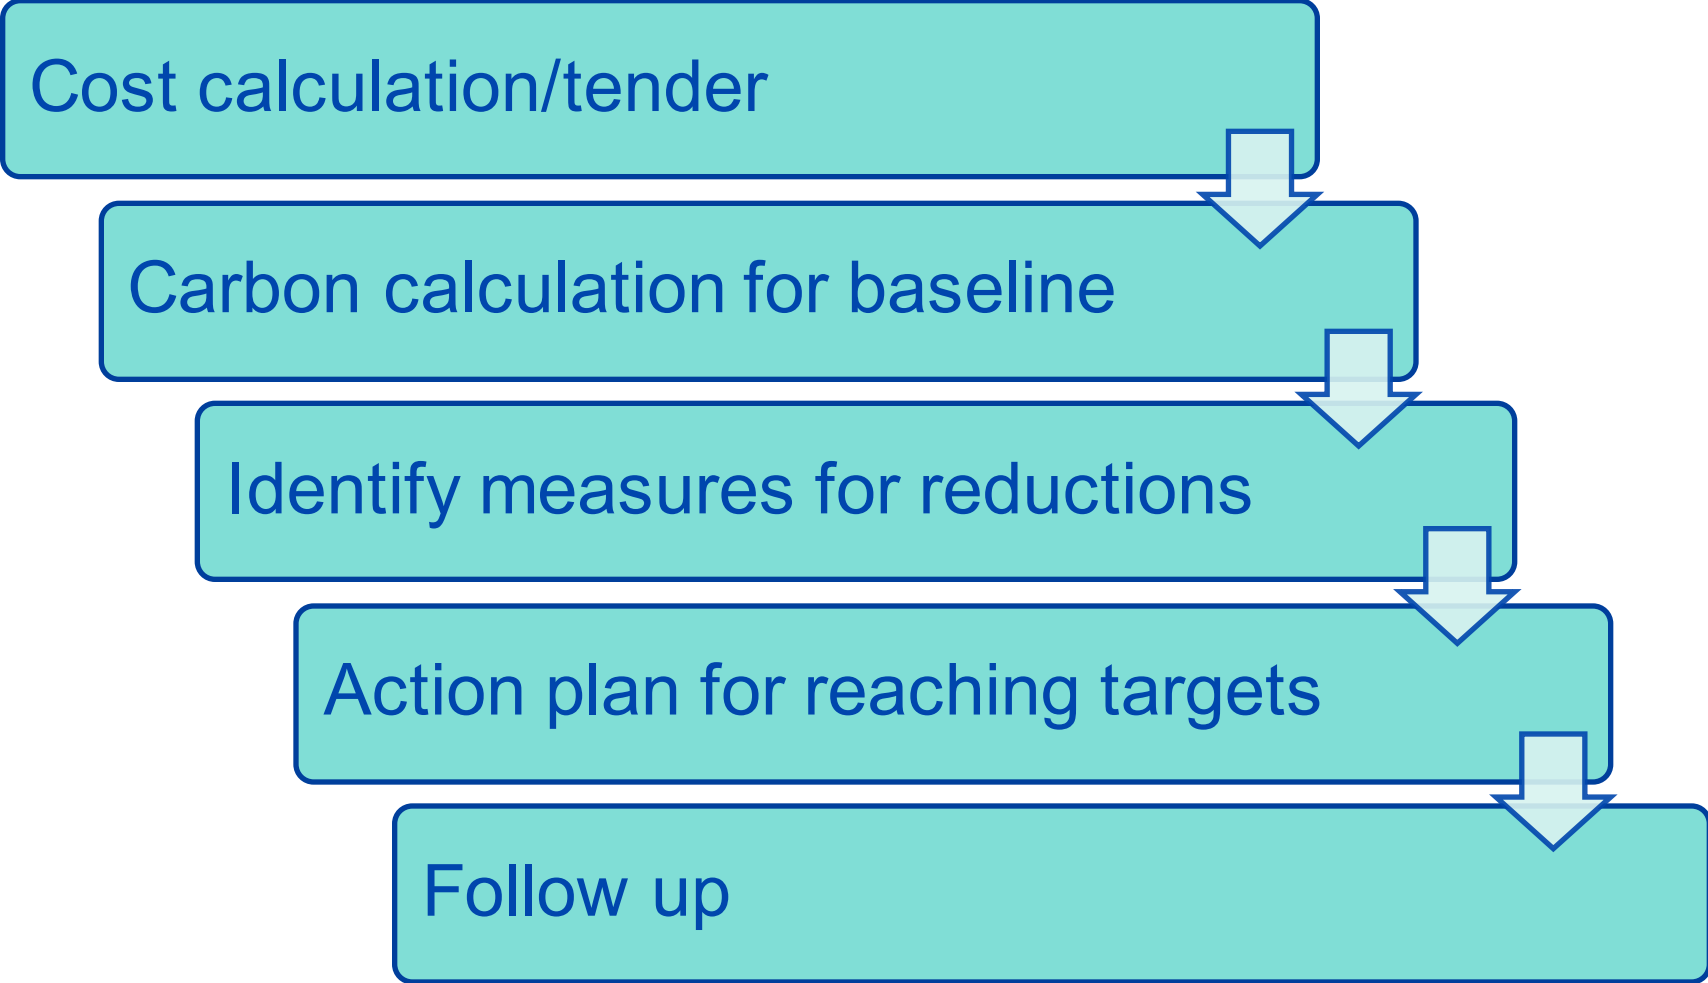 Cost calculation/tender
Carbon calculation for baseline
Identify measures for reductions
Action plan for reaching targets
Follow up